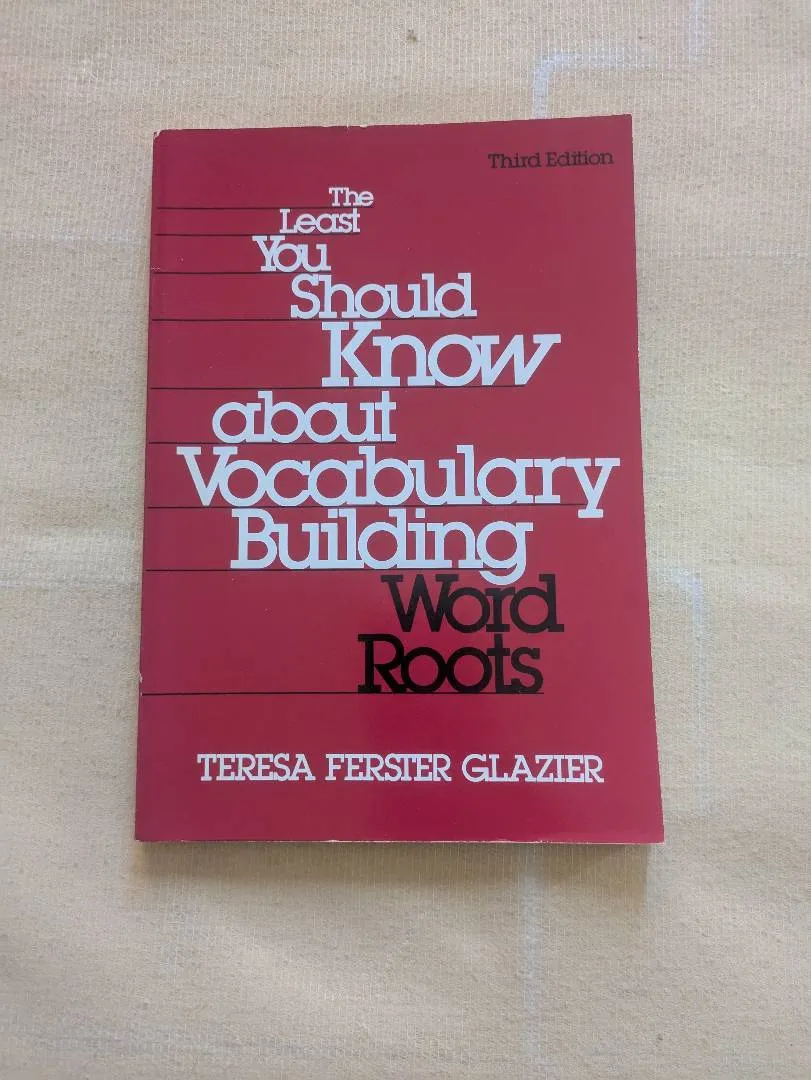 Third Edition
The
Least
You
Should
Know
about
Vocabulary
Building
Word
Roots
TERESA FERSTER GLAZIER